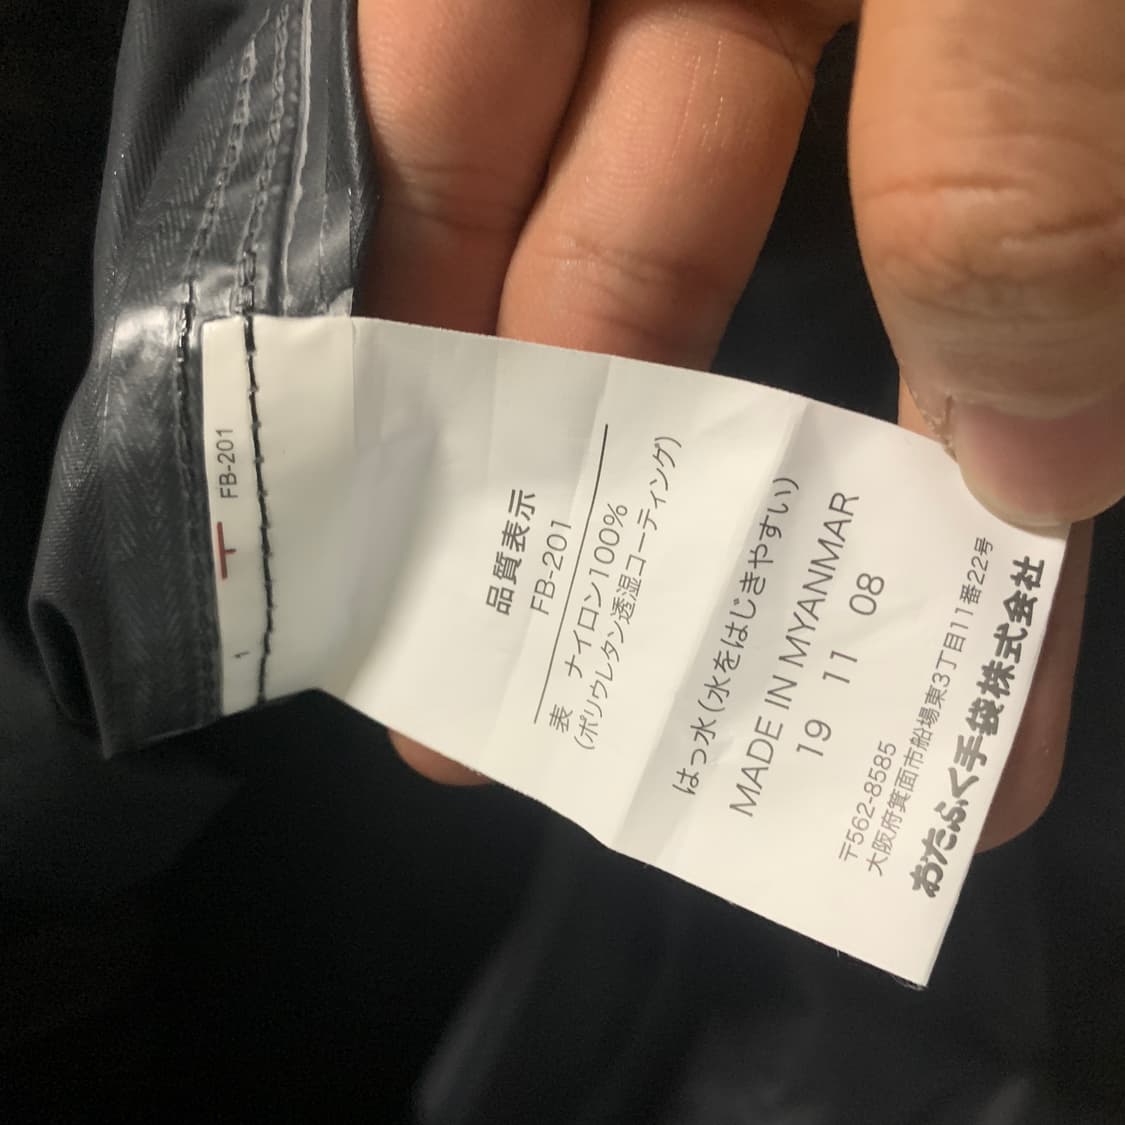 FB-201
1
品質表示
FB-201
表 ナイロン100%
(ポリウレタン透湿コーティング)
はっ水(水をはじきやすい)
MADE IN MYANMAR
19 11 08
〒562-8585
大阪府箕面市船場東3丁目11番22号
おたふく手袋株式会社